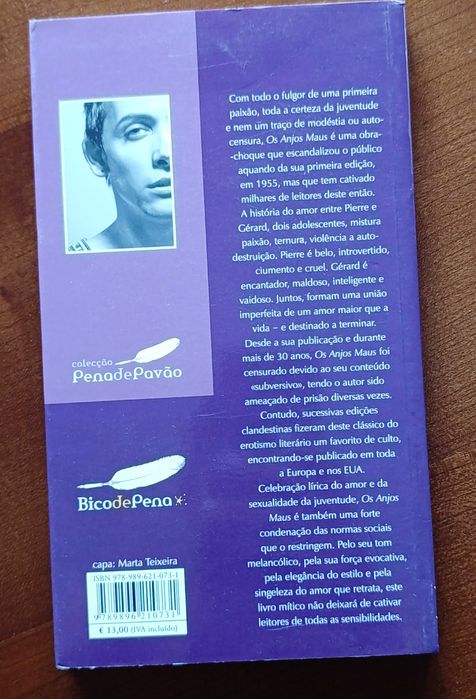 Com todo o fulgor de uma primeira
paixão, toda a certeza da juventude
e nem um traço de modéstia ou auto-
censura, Os Anjos Maus é uma obra-
-choque que escandalizou o público
aquando da sua primeira edição,
em 1955, mas que tem cativado
milhares de leitores deste então.
A história do amor entre Pierre e
Gérard, dois adolescentes, mistura
paixão, ternura, violência a auto-
destruição. Pierre é belo, introvertido,
ciumento e cruel. Gérard é
encantador, maldoso, inteligente e
vaidoso. Juntos, formam uma união
imperfeita de um amor maior que a
vida – e destinado a terminar.
Desde a sua publicação e durante
mais de 30 anos, Os Anjos Maus foi
censurado devido ao seu conteúdo
«subversivo», tendo o autor sido
ameaçado de prisão diversas vezes.
Contudo, sucessivas edições
clandestinas fizeram deste clássico do
erotismo literário um favorito de culto,
encontrando-se publicado em toda
a Europa e nos EUA.
Celebração lírica do amor e da
sexualidade da juventude, Os Anjos
Maus é também uma forte
condenação das normas sociais
que o restringem. Pelo seu tom
melancólico, pela sua força evocativa,
pela elegância do estilo e pela
singeleza do amor que retrata, este
livro mítico não deixará de cativar
leitores de todas as sensibilidades.
colecção
PenadePavão
BicodePena
capa: Marta Teixeira
ISBN 978-989-621-073-1
9 789896 210731
€ 13,00 (IVA incluído)